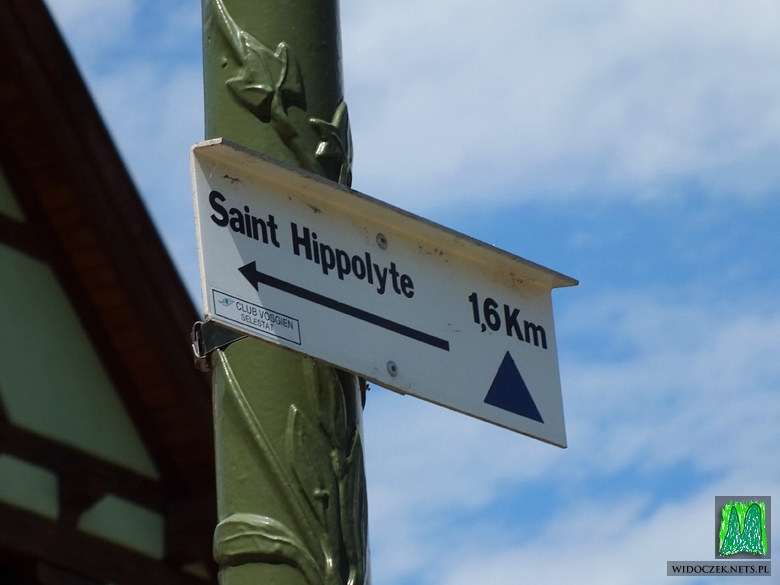 Saint Hippolyte
1,6 Km
CLUB VOSGIEN
SELESTAT
WIDOCZEK.NETS.PL